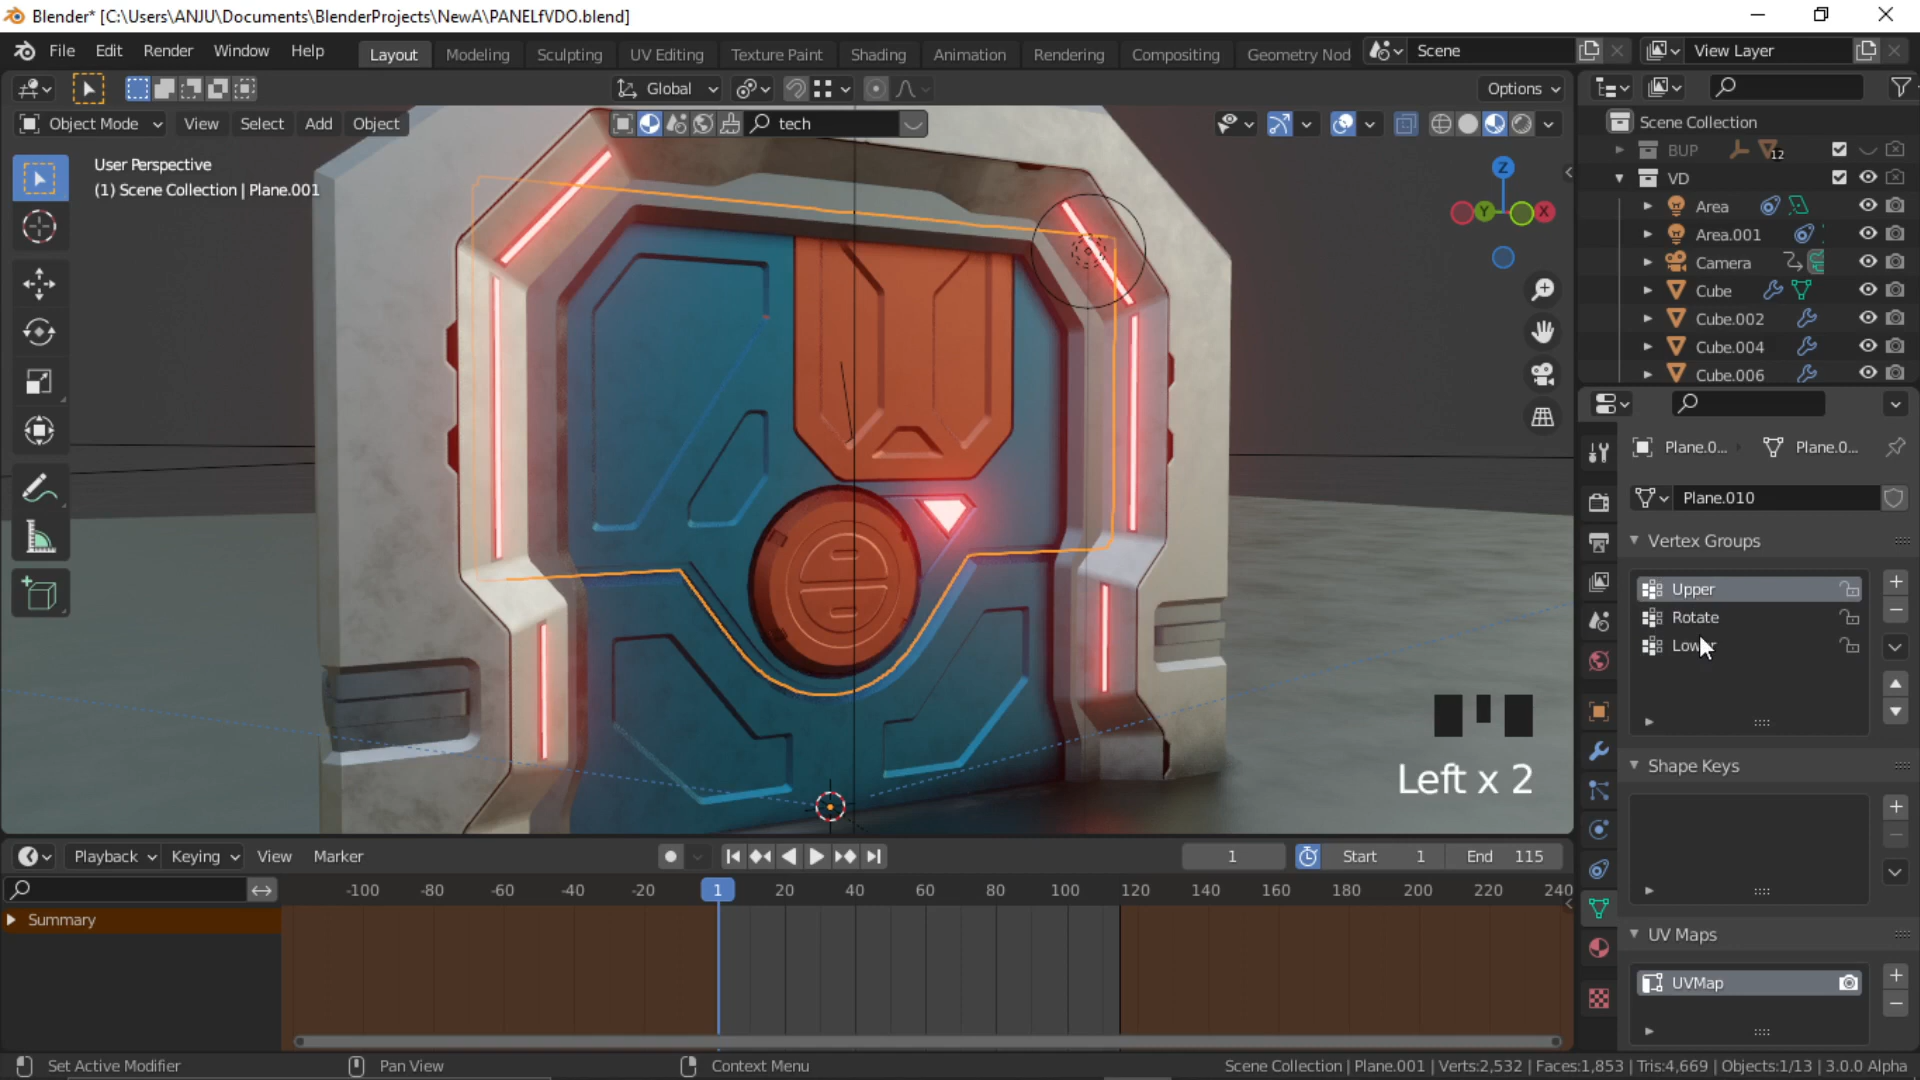 Blender* [C:\Users\ANJU\Documents\BlenderProjects\NewA\PANELfVDO.blend]
File Edit Render Window Help Layout Modeling Sculpting UV Editing Texture Paint Shading Animation Rendering Compositing Geometry Nod Scene View Layer
Global Options
Object Mode View Select Add Object tech
User Perspective
(1) Scene Collection | Plane.001
Z
Y X
Scene Collection
BUP 12
VD
Area
Area.001
Camera
Cube
Cube.002
Cube.004
Cube.006
Plane.0... Plane.0...
Plane.010
Vertex Groups
Upper
Rotate
Lower
Shape Keys
UV Maps
UVMap
Left x 2
Playback Keying View Marker 1 Start 1 End 115
-100 -80 -60 -40 -20 1 20 40 60 80 100 120 140 160 180 200 220 240
Summary
Set Active Modifier Pan View Context Menu Scene Collection | Plane.001 | Verts:2,532 | Faces:1,853 | Tris:4,669 | Objects:1/13 | 3.0.0 Alpha